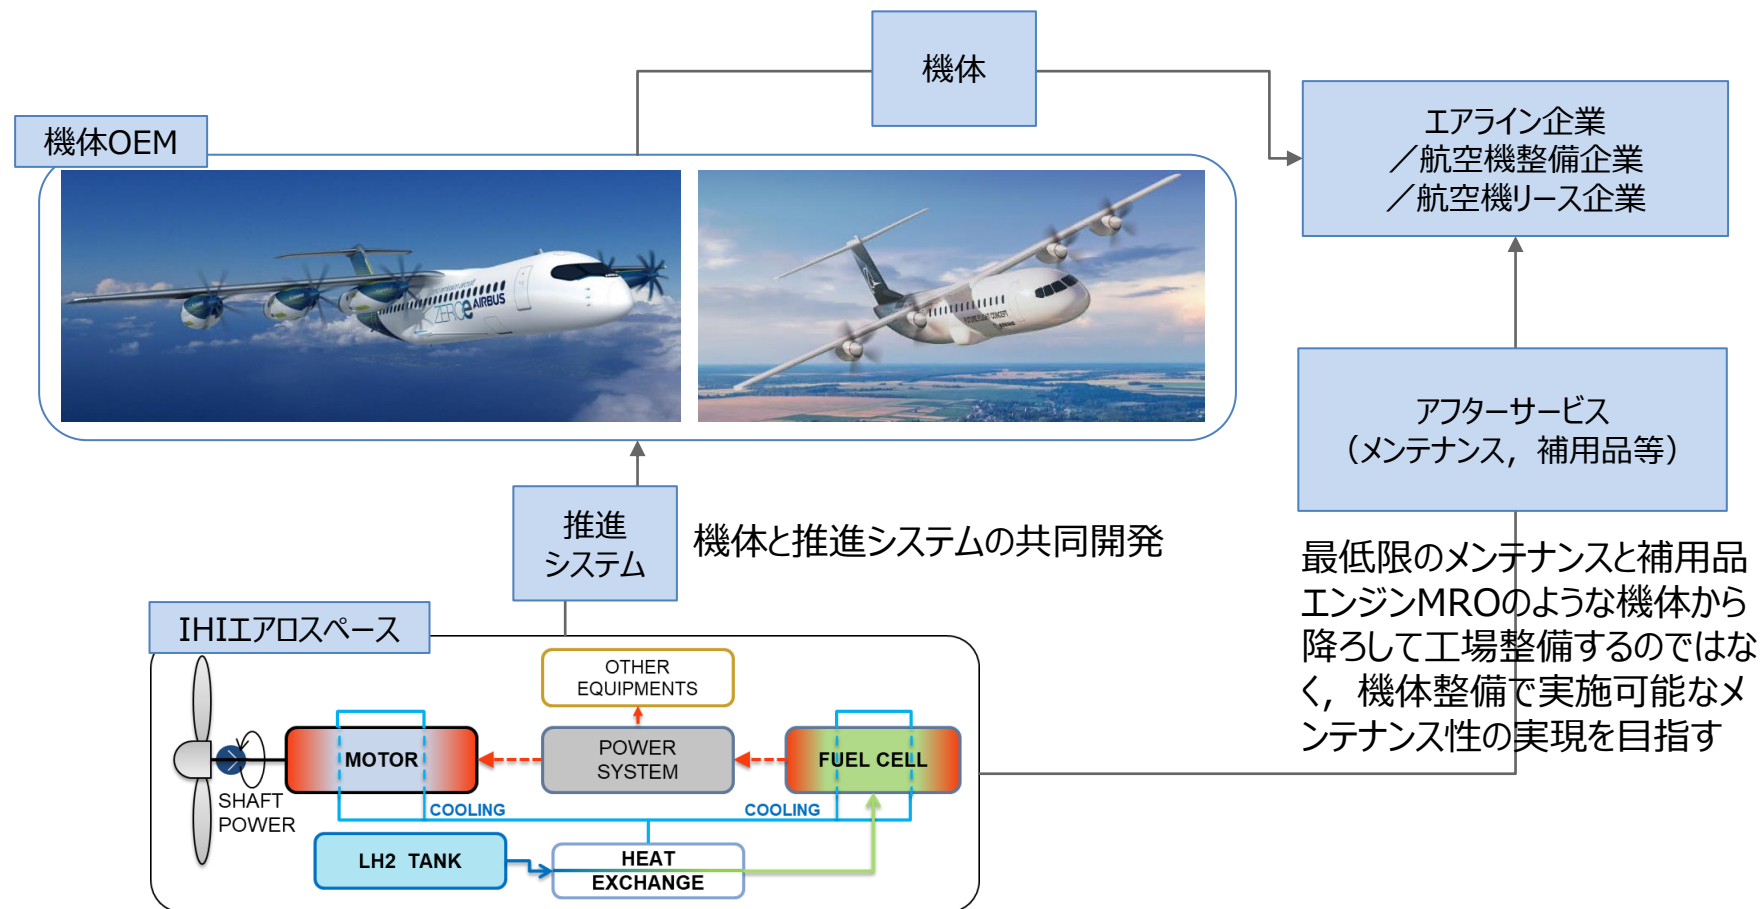 機体
機体OEM
エアライン企業
／航空機整備企業
／航空機リース企業
ZEROe AIRBUS
FUTURE FLIGHT CONCEPT
アフターサービス
（メンテナンス，補用品等）
推進
システム
機体と推進システムの共同開発
最低限のメンテナンスと補用品
エンジンMROのような機体から
降ろして工場整備するのではな
く，機体整備で実施可能なメ
ンテナンス性の実現を目指す
IHIエアロスペース
OTHER
EQUIPMENTS
MOTOR
POWER
SYSTEM
FUEL CELL
SHAFT
POWER
COOLING
COOLING
LH2 TANK
HEAT
EXCHANGE